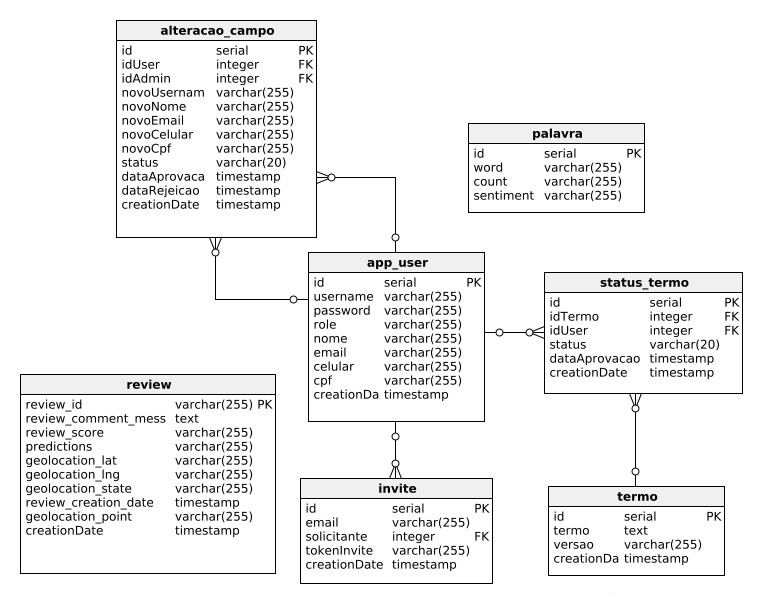 alteracao_campo
id serial PK
idUser integer FK
idAdmin integer FK
novoUsernam varchar(255)
novoNome varchar(255)
novoEmail varchar(255)
novoCelular varchar(255)
novoCpf varchar(255)
status varchar(20)
dataAprovaca timestamp
dataRejeicao timestamp
creationDate timestamp
palavra
id serial PK
word varchar(255)
count varchar(255)
sentiment varchar(255)
app_user
id serial PK
username varchar(255)
password varchar(255)
role varchar(255)
nome varchar(255)
email varchar(255)
celular varchar(255)
cpf varchar(255)
creationDa timestamp
status_termo
id serial PK
idTermo integer FK
idUser integer FK
status varchar(20)
dataAprovacao timestamp
creationDate timestamp
review
review_id varchar(255) PK
review_comment_mess text
review_score varchar(255)
predictions varchar(255)
geolocation_lat varchar(255)
geolocation_lng varchar(255)
geolocation_state varchar(255)
review_creation_date timestamp
geolocation_point varchar(255)
creationDate timestamp
invite
id serial PK
email varchar(255)
solicitante integer FK
tokenInvite varchar(255)
creationDate timestamp
termo
id serial PK
termo text
versao varchar(255)
creationDa timestamp